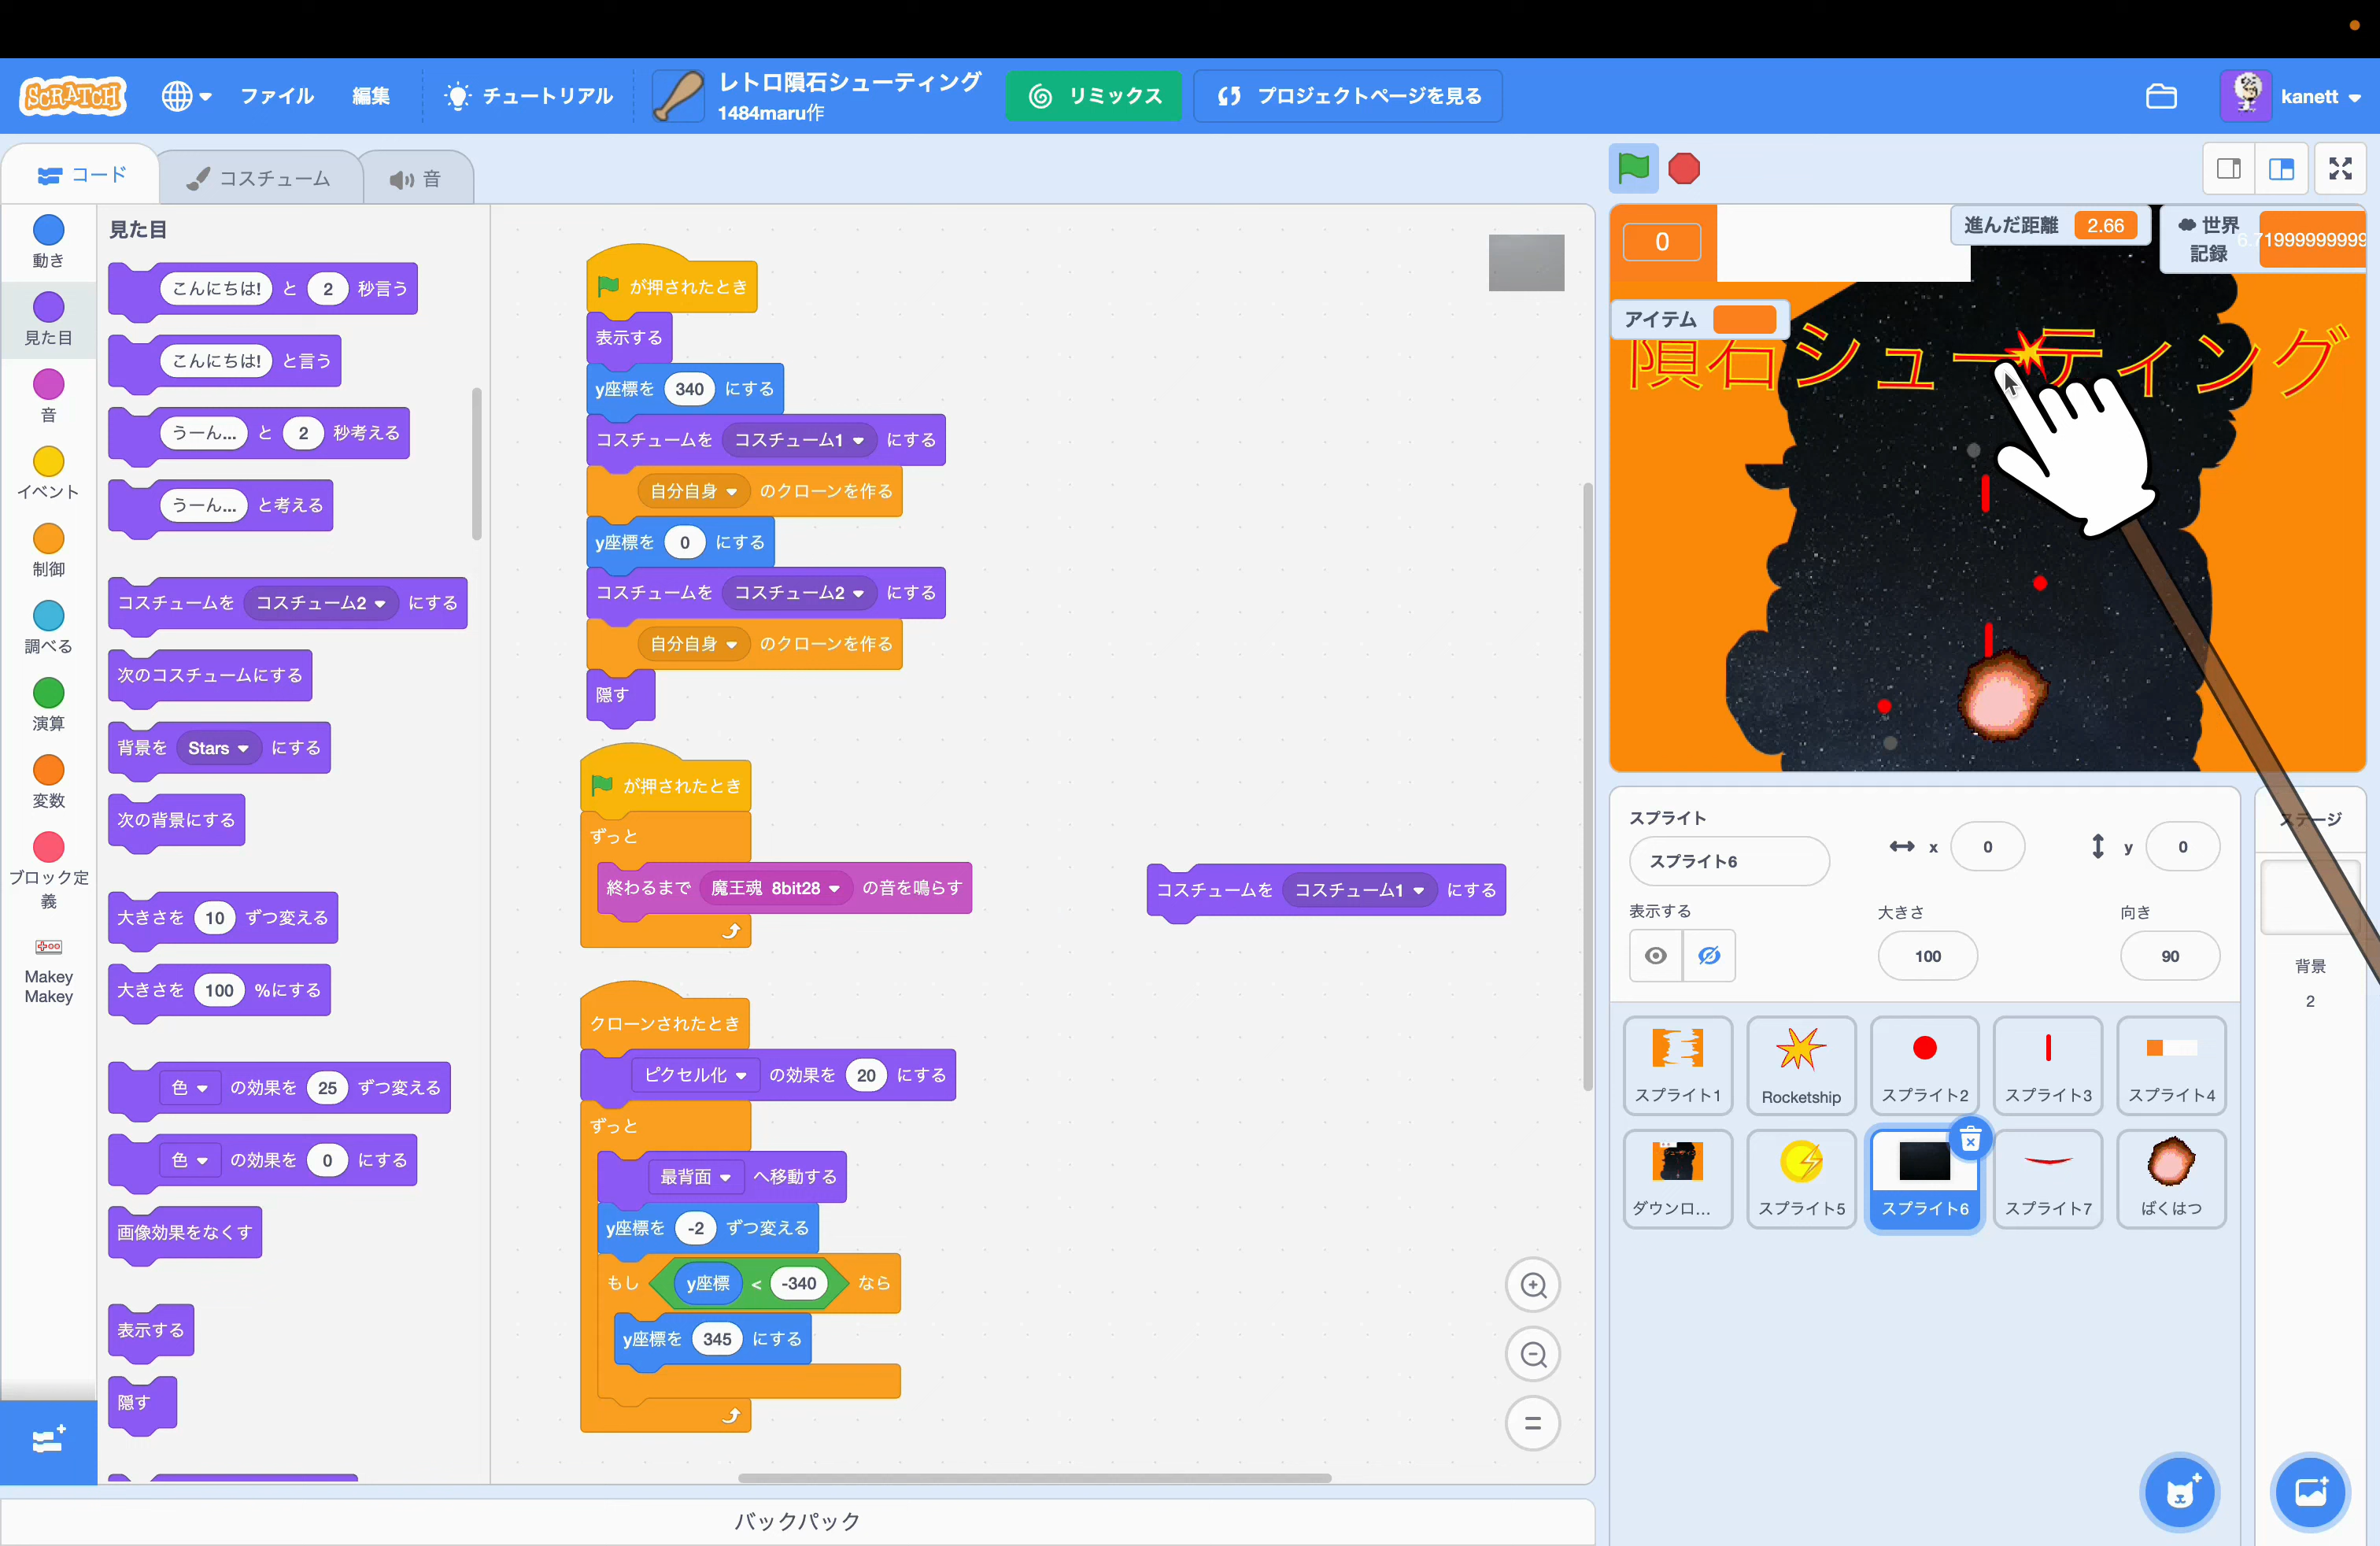 SCRATCH
ファイル
編集
チュートリアル
レトロ隕石シューティング
1484maru作
リミックス
プロジェクトページを見る
kanett
コード
コスチューム
音
動き
見た目
音
イベント
制御
調べる
演算
変数
ブロック定
義
Makey
Makey
見た目
こんにちは! と 2 秒言う
こんにちは! と言う
うーん... と 2 秒考える
うーん... と考える
コスチュームを コスチューム2 にする
次のコスチュームにする
背景を Stars にする
次の背景にする
大きさを 10 ずつ変える
大きさを 100 %にする
色 の効果を 25 ずつ変える
色 の効果を 0 にする
画像効果をなくす
表示する
隠す
が押されたとき
表示する
y座標を 340 にする
コスチュームを コスチューム1 にする
自分自身 のクローンを作る
y座標を 0 にする
コスチュームを コスチューム2 にする
自分自身 のクローンを作る
隠す
が押されたとき
ずっと
終わるまで 魔王魂 8bit28 の音を鳴らす
クローンされたとき
ピクセル化 の効果を 20 にする
ずっと
最背面 へ移動する
y座標を -2 ずつ変える
もし y座標 < -340 なら
y座標を 345 にする
コスチュームを コスチューム1 にする
バックパック
0
進んだ距離 2.66
世界
記録
6.71999999999
アイテム
隕石シューティング
スプライト
スプライト6
x 0
y 0
表示する
大きさ
100
向き
90
スプライト1
Rocketship
スプライト2
スプライト3
スプライト4
ダウンロ...
スプライト5
スプライト6
スプライト7
ばくはつ
ステージ
背景
2